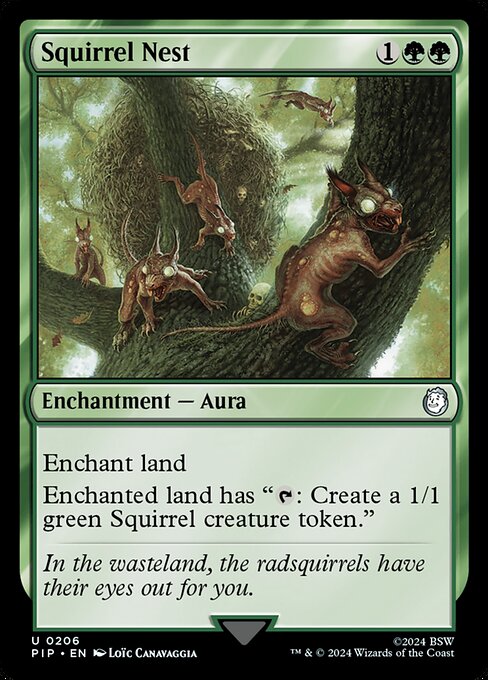 Squirrel Nest 1
Enchantment — Aura
Enchant land
Enchanted land has “: Create a 1/1
green Squirrel creature token.”
In the wasteland, the radsquirrels have
their eyes out for you.
U 0206 ©2024 BSW
PIP • EN Loïc Canavaggia ™ & © 2024 Wizards of the Coast